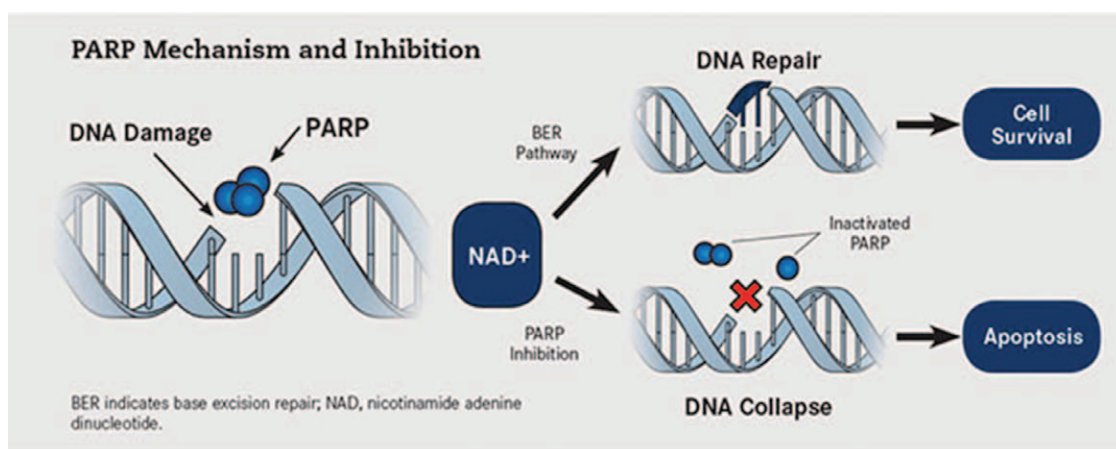 PARP Mechanism and Inhibition
DNA Damage
PARP
NAD+
BER
Pathway
DNA Repair
Cell
Survival
PARP
Inhibition
Inactivated
PARP
DNA Collapse
Apoptosis
BER indicates base excision repair; NAD, nicotinamide adenine
dinucleotide.